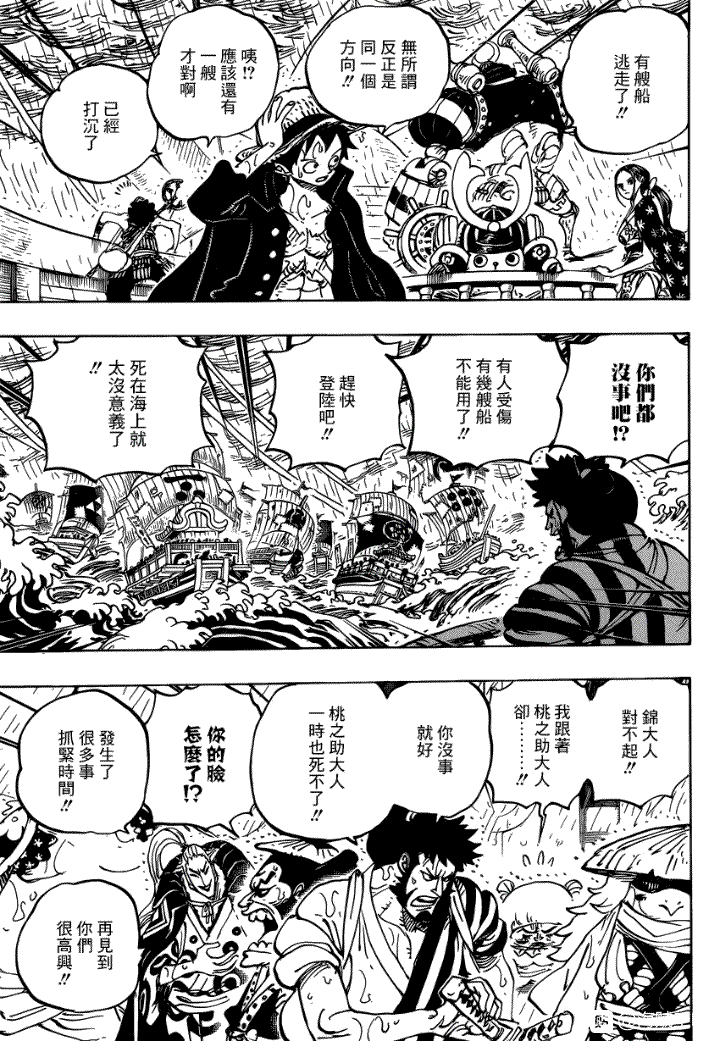 有艘船
逃走了!!
無所謂
反正是
同一個
方向!!
咦!?
應該還有
一艘
才對啊
已經
打沉了
你們都
沒事吧!?
有人受傷
有幾艘船
不能用了!!
趕快
登陸吧!!
死在海上就
太沒意義了
!!
錦大人
對不起!!
我跟著
桃之助大人
卻………!!
你沒事
就好
桃之助大人
一時也死不了!!
你的臉
怎麼了!?
發生了
很多事
抓緊時間!!
再見到
你們
很高興!!